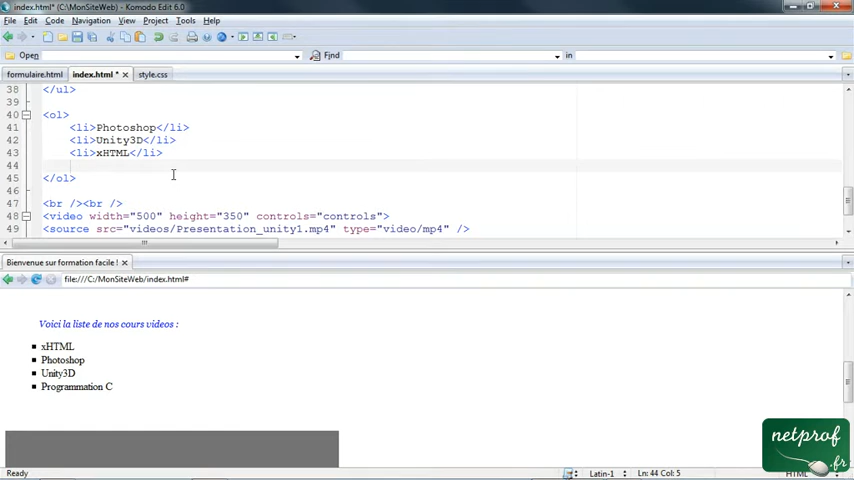 index.html* (C:\MonSiteWeb) - Komodo Edit 6.0
File Edit Code Navigation View Project Tools Help
Open Find in
formulaire.html index.html * style.css
38 </ul>
39
40 <ol>
41 <li>Photoshop</li>
42 <li>Unity3D</li>
43 <li>xHTML</li>
44
45 </ol>
46
47 <br /><br />
48 <video width="500" height="350" controls="controls">
49 <source src="videos/Presentation_unity1.mp4" type="video/mp4" />
Bienvenue sur formation facile !
file:///C:/MonSiteWeb/index.html#
Voici la liste de nos cours videos :
xHTML
Photoshop
Unity3D
Programmation C
netprof
.fr
Ready Latin-1 Ln: 44 Col: 5 HTML